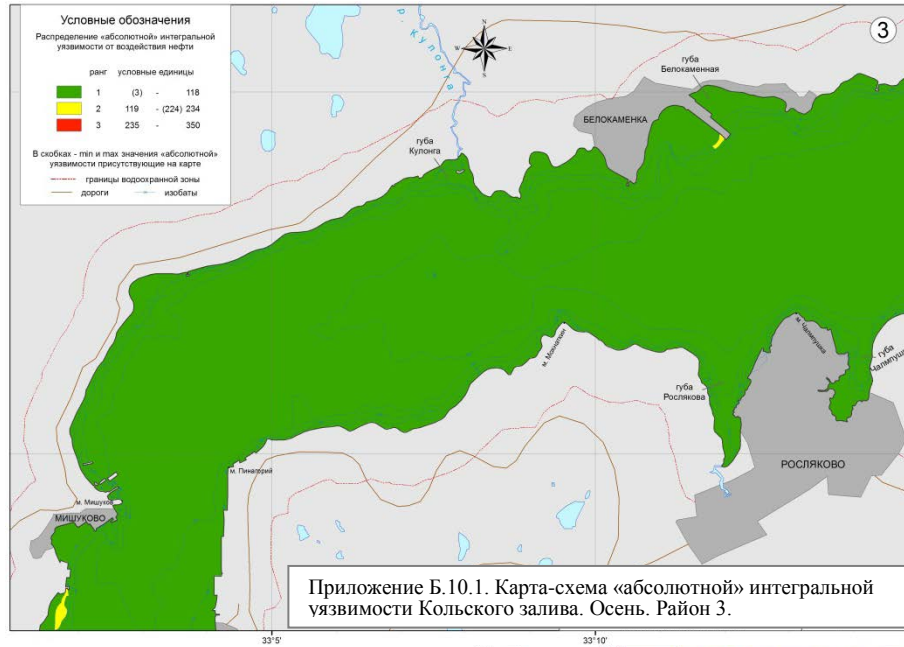 Условные обозначения
Распределение «абсолютной» интегральной
уязвимости от воздействия нефти
ранг условные единицы
1 (3) - 118
2 119 - (224) 234
3 235 - 350
В скобках - min и max значения «абсолютной»
уязвимости присутствующие на карте
границы водоохранной зоны
дороги изобаты
Кулонга
N
W E
S
3
губа
Белокаменная
БЕЛОКАМЕНКА
губа
Кулонга
м. Мохнаткин
м. Чалмпушка
губа
Чалмпушка
губа
Рослякова
РОСЛЯКОВО
м. Пинагорий
м. Мишуков
МИШУКОВО
Приложение Б.10.1. Карта-схема «абсолютной» интегральной
уязвимости Кольского залива. Осень. Район 3.
33°5' 33°10'